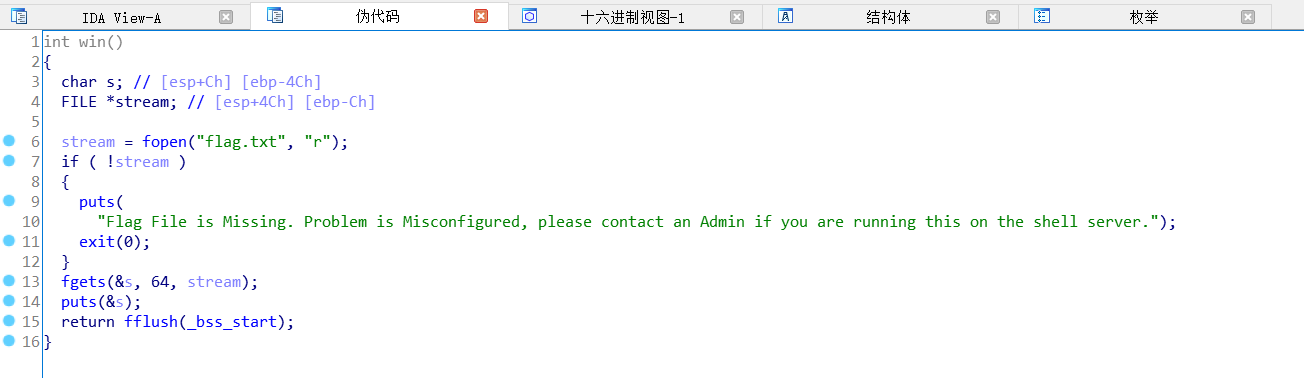 IDA View-A 伪代码 十六进制视图-1 结构体 枚举
1 int win()
2 {
3   char s; // [esp+Ch] [ebp-4Ch]
4   FILE *stream; // [esp+4Ch] [ebp-Ch]
5
6   stream = fopen("flag.txt", "r");
7   if ( !stream )
8   {
9     puts(
10       "Flag File is Missing. Problem is Misconfigured, please contact an Admin if you are running this on the shell server.");
11     exit(0);
12   }
13   fgets(&s, 64, stream);
14   puts(&s);
15   return fflush(_bss_start);
16 }